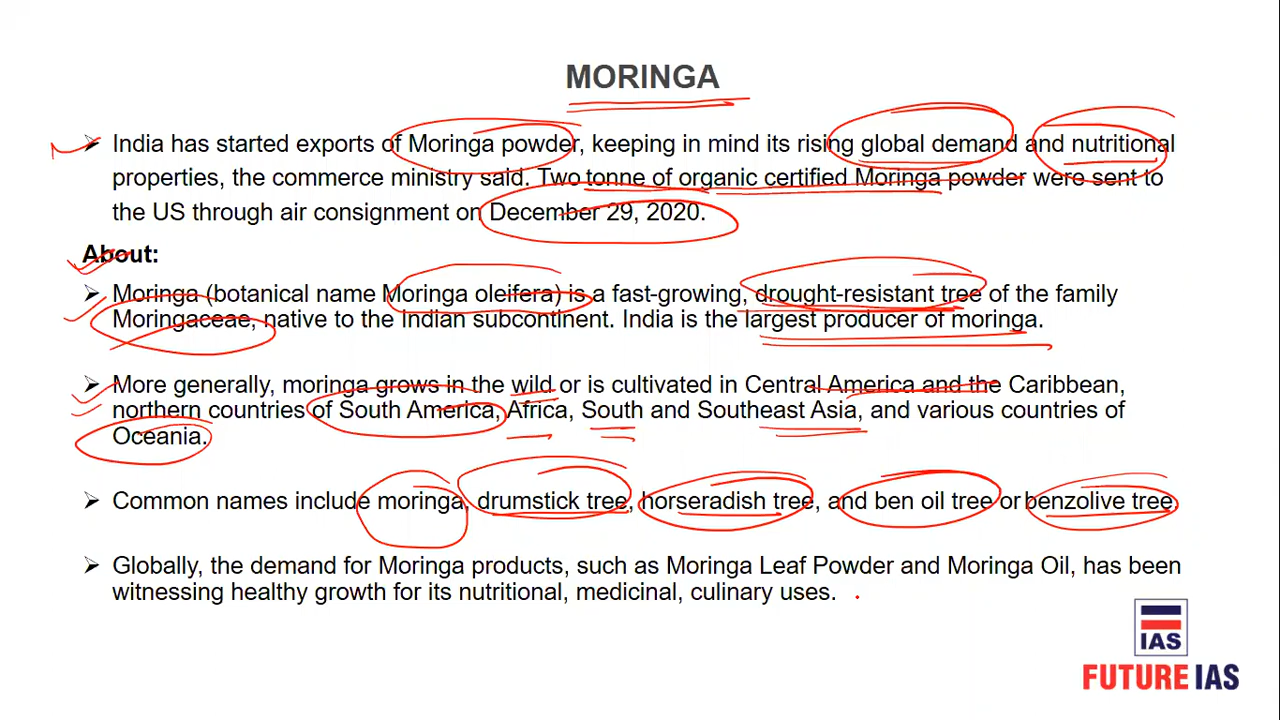 MORINGA
➢ India has started exports of Moringa powder, keeping in mind its rising global demand and nutritional
properties, the commerce ministry said. Two tonne of organic certified Moringa powder were sent to
the US through air consignment on December 29, 2020.
About:
➢ Moringa (botanical name Moringa oleifera) is a fast-growing, drought-resistant tree of the family
Moringaceae, native to the Indian subcontinent. India is the largest producer of moringa.
➢ More generally, moringa grows in the wild or is cultivated in Central America and the Caribbean,
northern countries of South America, Africa, South and Southeast Asia, and various countries of
Oceania.
➢ Common names include moringa, drumstick tree, horseradish tree, and ben oil tree or benzolive tree.
➢ Globally, the demand for Moringa products, such as Moringa Leaf Powder and Moringa Oil, has been
witnessing healthy growth for its nutritional, medicinal, culinary uses.
IAS
FUTURE IAS